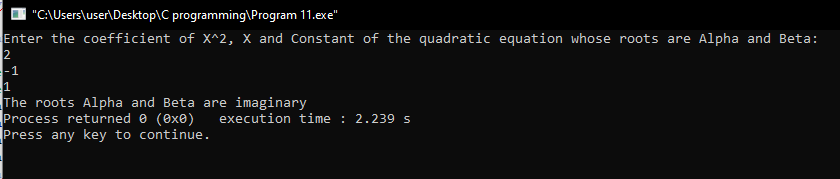 "C:\Users\user\Desktop\C programming\Program 11.exe"
Enter the coefficient of X^2, X and Constant of the quadratic equation whose roots are Alpha and Beta:
2
-1
1
The roots Alpha and Beta are imaginary
Process returned 0 (0x0)   execution time : 2.239 s
Press any key to continue.